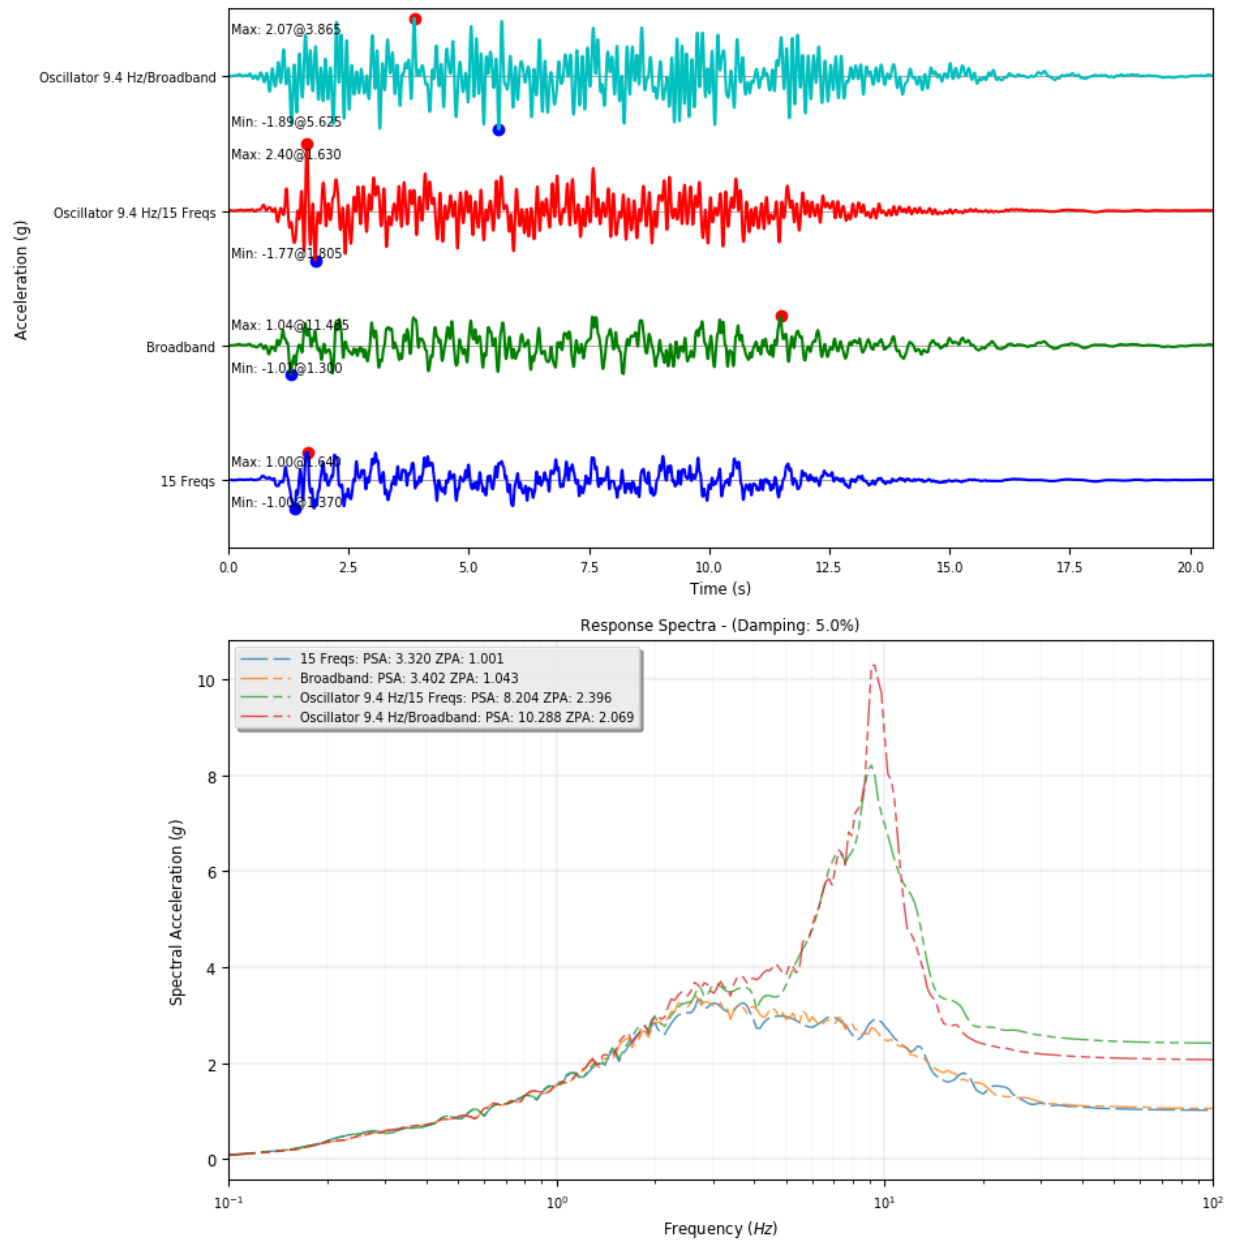 Max: 2.07@3.865
Oscillator 9.4 Hz/Broadband
Min: -1.89@5.625
Max: 2.40@1.630
Oscillator 9.4 Hz/15 Freqs
Min: -1.77@1.805
Acceleration (g)
Max: 1.04@11.485
Broadband
Min: @1.300
Max: 1.00@1.640
15 Freqs
Min: -1.00@1.370
0.0 2.5 5.0 7.5 10.0 12.5 15.0 17.5 20.0
Time (s)
Response Spectra - (Damping: 5.0%)
15 Freqs: PSA: 3.320 ZPA: 1.001
Broadband: PSA: 3.402 ZPA: 1.043
Oscillator 9.4 Hz/15 Freqs: PSA: 8.204 ZPA: 2.396
Oscillator 9.4 Hz/Broadband: PSA: 10.288 ZPA: 2.069
10
8
6
4
2
0
Spectral Acceleration (g)
10⁻¹ 10⁰ 10¹ 10²
Frequency (Hz)